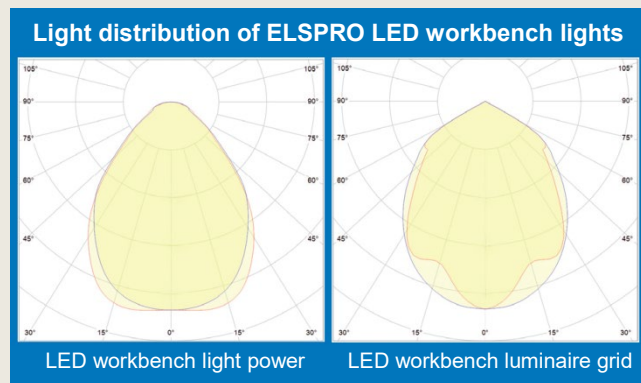 Light distribution of ELSPRO LED workbench lights
105° 105° 105° 105°
90° 90° 90° 90°
75° 75° 75° 75°
60° 60° 60° 60°
45° 45° 45° 45°
30° 15° 0° 15° 30° 30° 15° 0° 15° 30°
LED workbench light power LED workbench luminaire grid